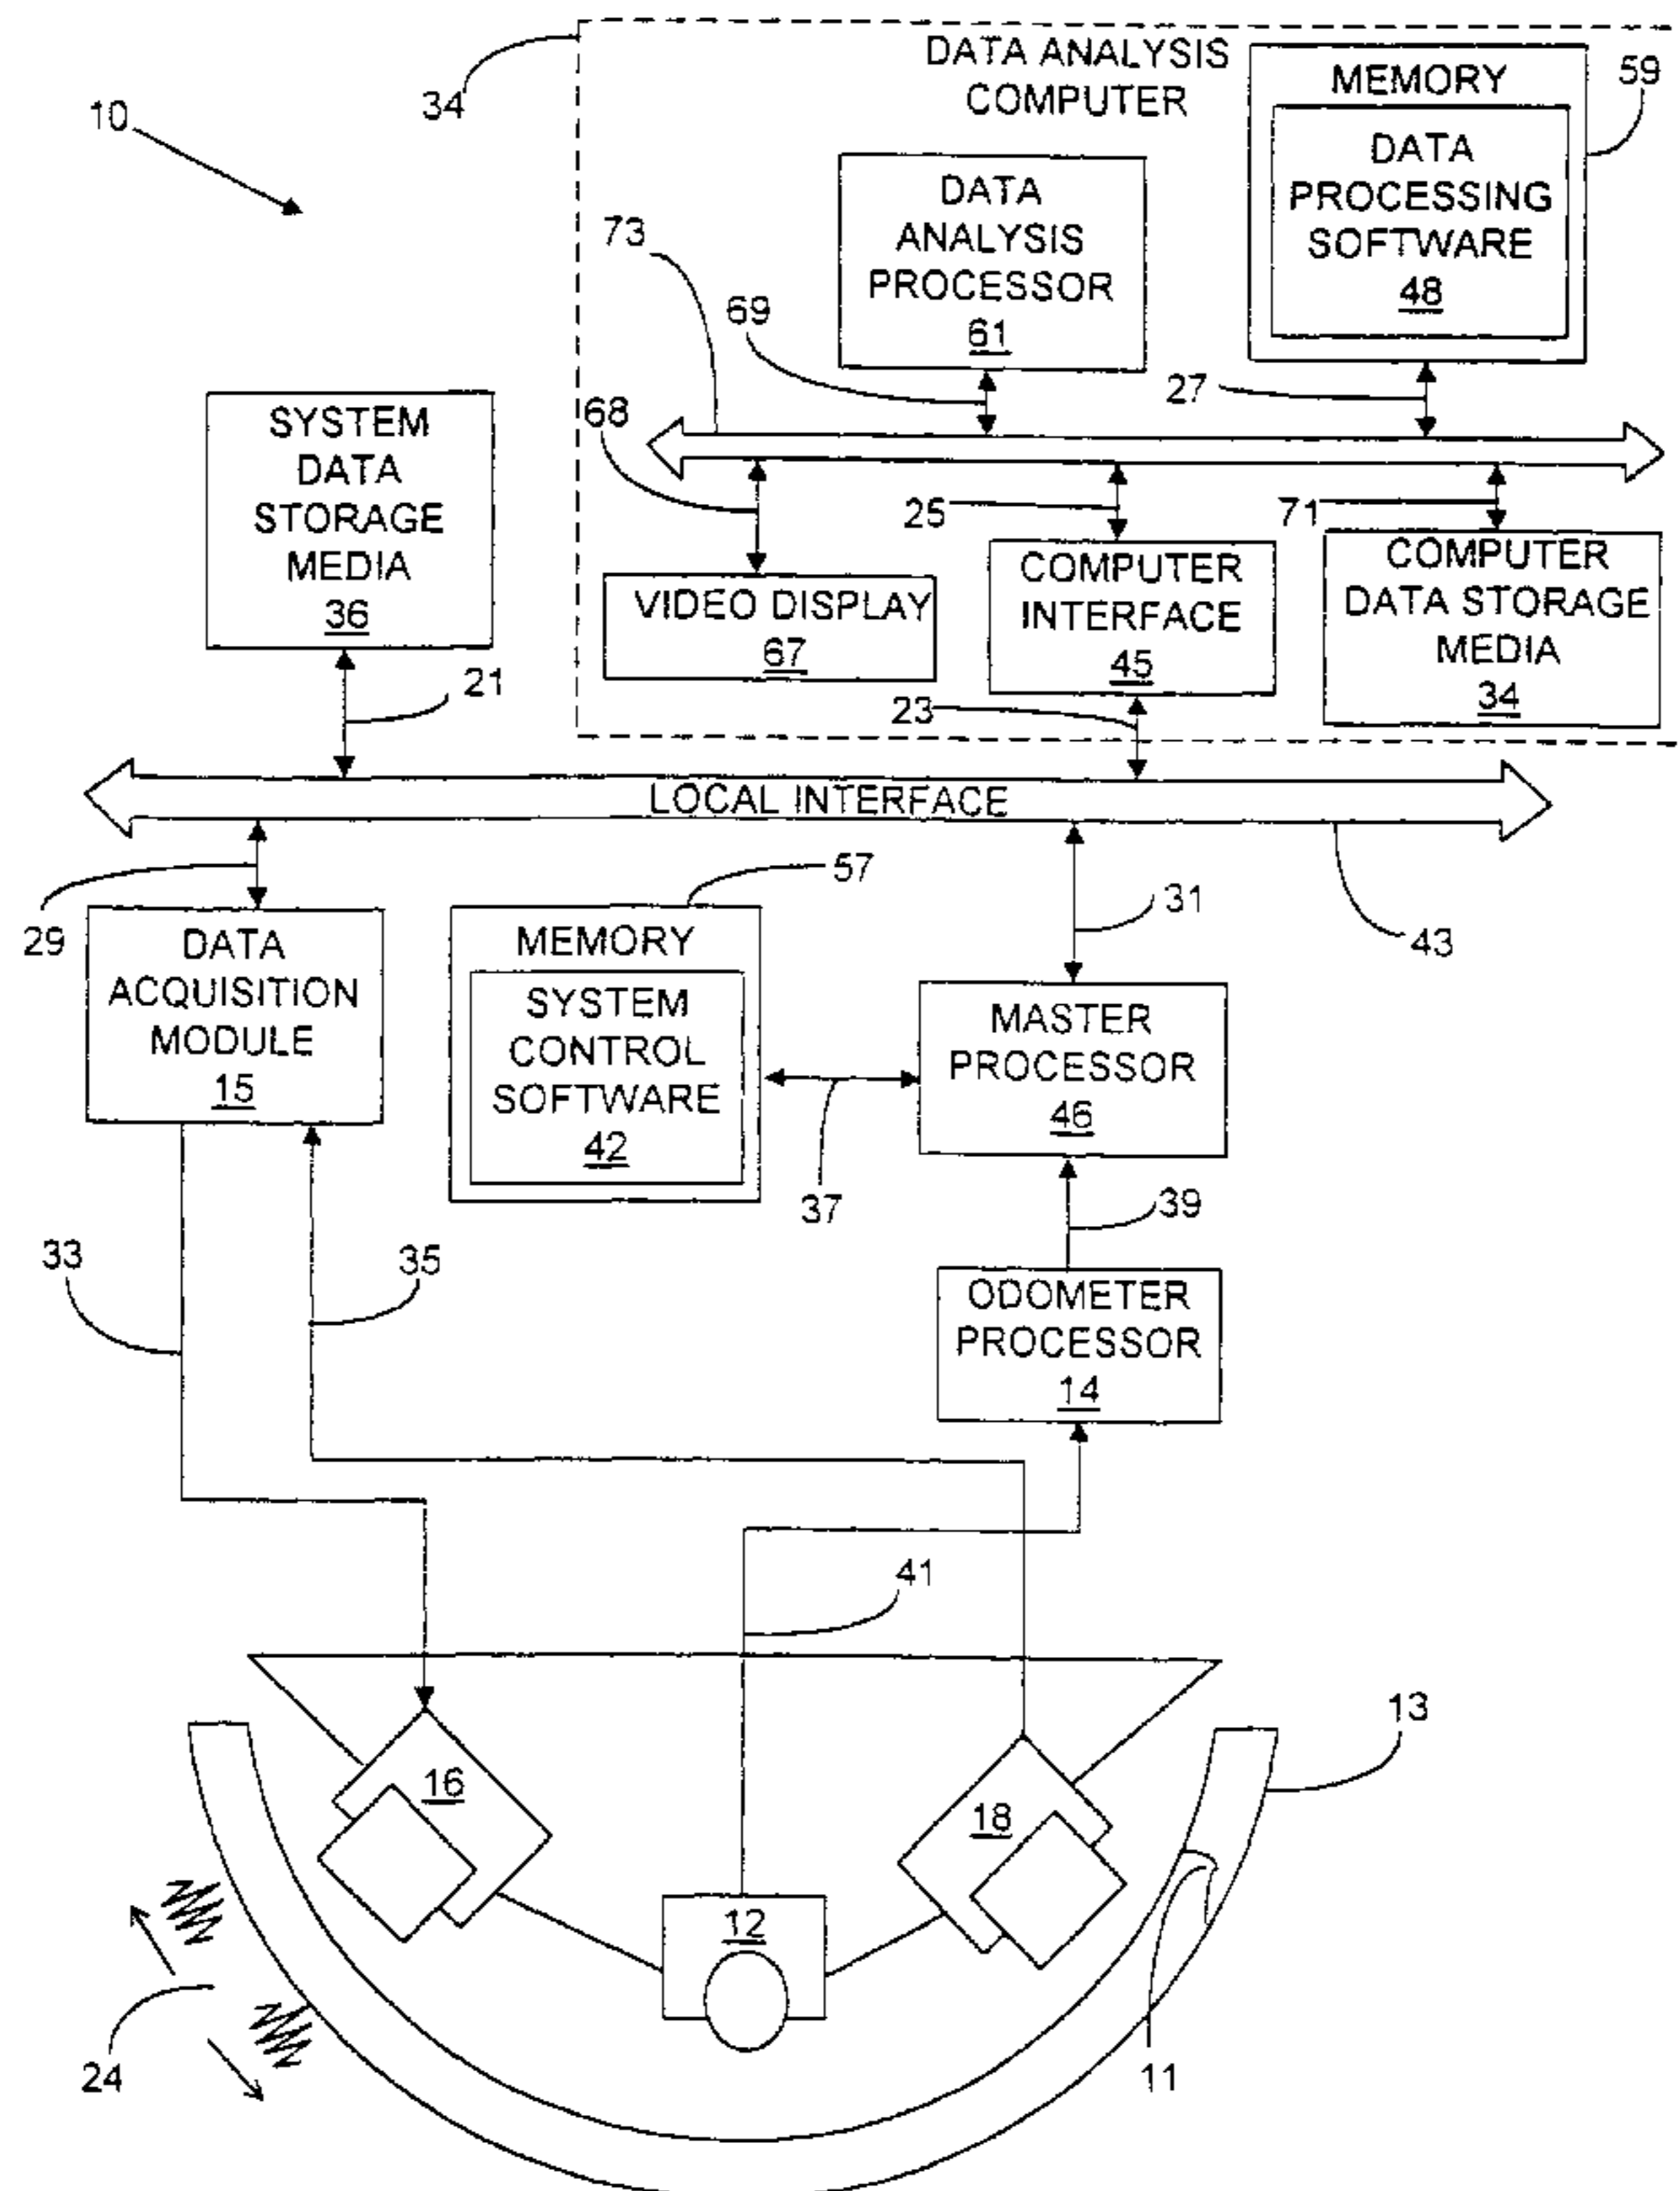 DATA ANALYSIS
COMPUTER
34
10
MEMORY
59
DATA
PROCESSING
SOFTWARE
48
DATA
ANALYSIS
PROCESSOR
61
73
69
27
68
25
71
SYSTEM
DATA
STORAGE
MEDIA
36
VIDEO DISPLAY
67
COMPUTER
INTERFACE
45
COMPUTER
DATA STORAGE
MEDIA
34
21
23
LOCAL INTERFACE
29
57
31
43
DATA
ACQUISITION
MODULE
15
MEMORY
SYSTEM
CONTROL
SOFTWARE
42
MASTER
PROCESSOR
46
37
39
33
35
ODOMETER
PROCESSOR
14
41
13
16
18
12
24
11